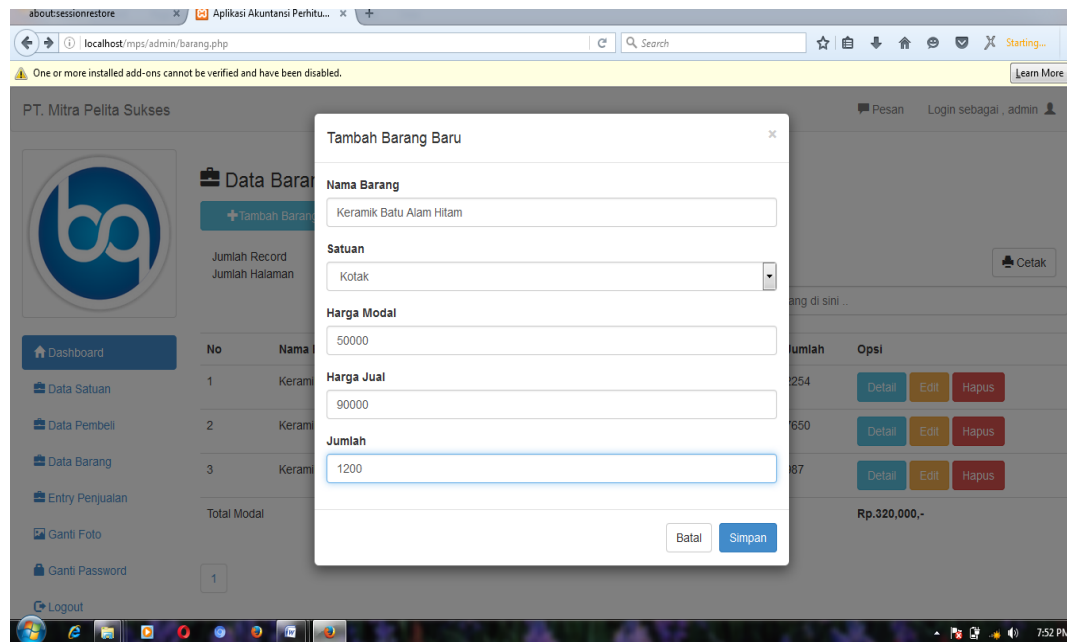 about:sessionrestore × Aplikasi Akuntansi Perhitu... × +
localhost/mps/admin/barang.php Search Starting...
One or more installed add-ons cannot be verified and have been disabled. Learn More
PT. Mitra Pelita Sukses Pesan Login sebagai , admin
Tambah Barang Baru ×
Data Baran
+Tambah Barang
Jumlah Record
Jumlah Halaman
Cetak
ang di sini ..
Nama Barang
Keramik Batu Alam Hitam
Satuan
Kotak
Harga Modal
50000
Harga Jual
90000
Jumlah
1200
Batal Simpan
Dashboard
Data Satuan
Data Pembeli
Data Barang
Entry Penjualan
Ganti Foto
Ganti Password
Logout
No Nama Jumlah Opsi
1 Kerami 2254 Detail Edit Hapus
2 Kerami 7650 Detail Edit Hapus
3 Kerami 987 Detail Edit Hapus
Total Modal Rp.320,000,-
1
7:52 PM